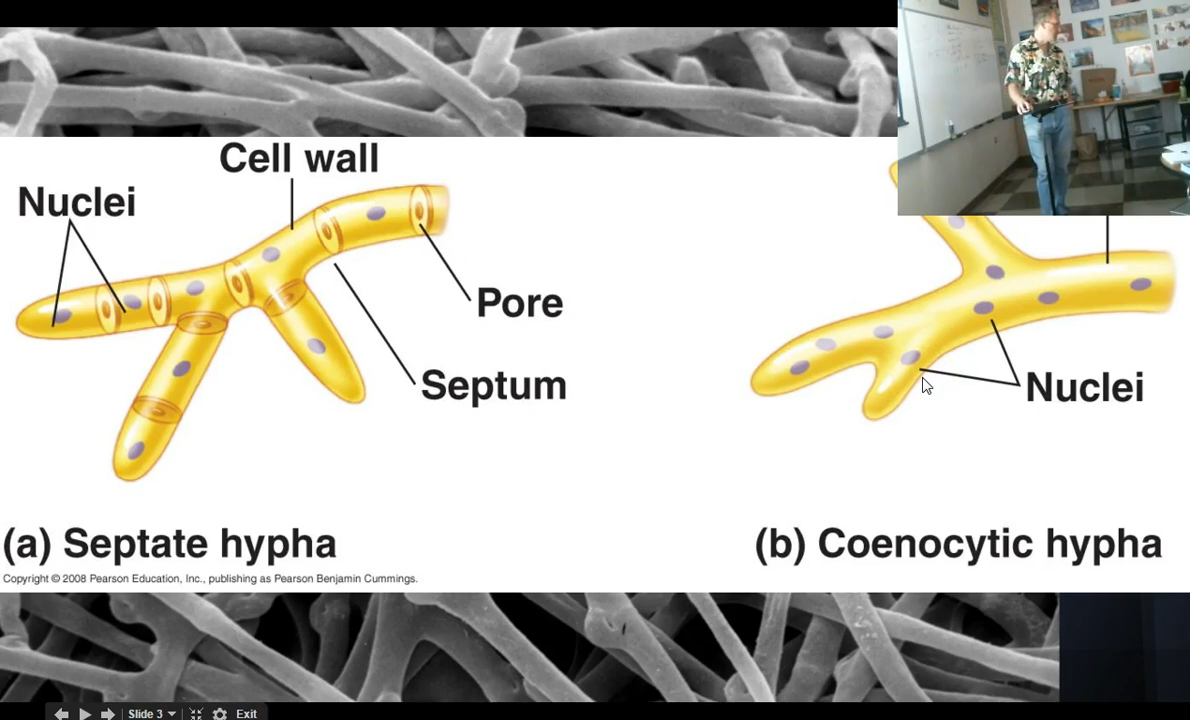 Cell wall
Nuclei
Pore
Septum
Nuclei
(a) Septate hypha
(b) Coenocytic hypha
Copyright © 2008 Pearson Education, Inc., publishing as Pearson Benjamin Cummings.
Slide 3
Exit